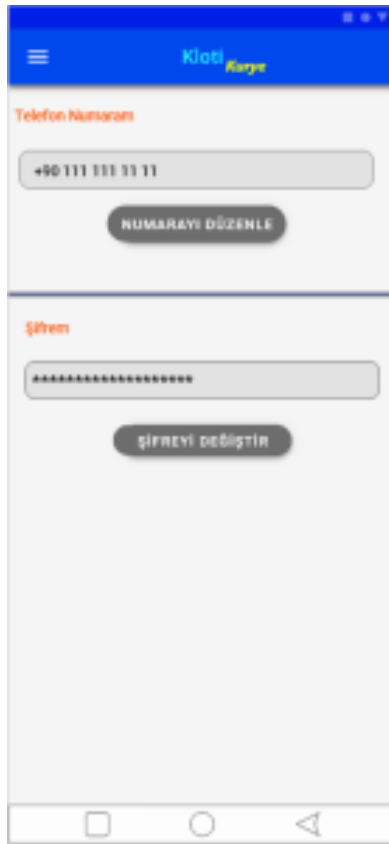 Kloti
Kurye
Telefon Numaram
+90 111 111 11 11
NUMARAYI DÜZENLE
Şifrem
*******************
ŞİFREYİ DEĞİŞTİR